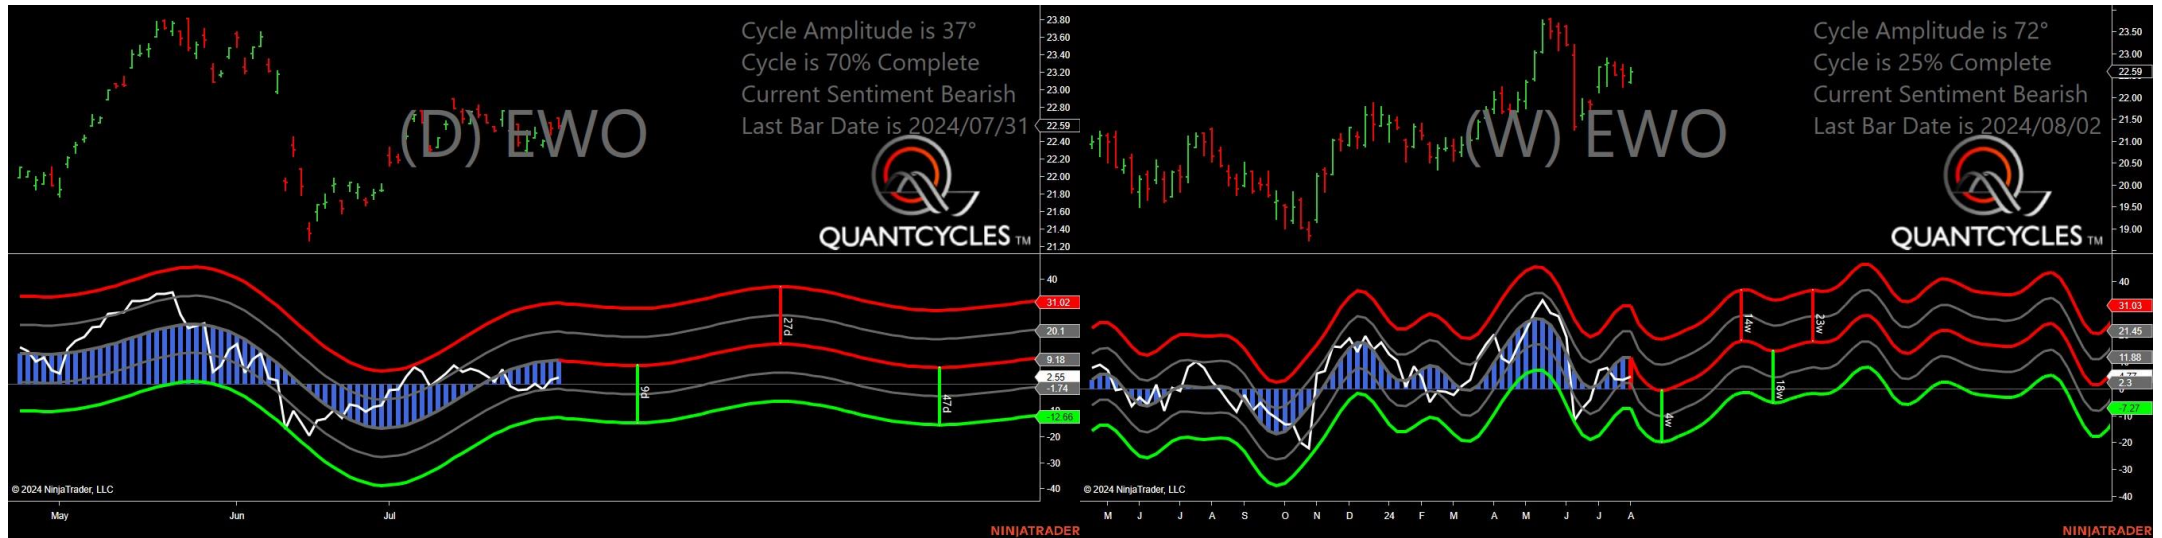 Cycle Amplitude is 37°
Cycle is 70% Complete
Current Sentiment Bearish
Last Bar Date is 2024/07/31
(D) EWO
QUANTCYCLES TM
23.80
23.60
23.40
23.20
23.00
22.80
22.59
22.40
22.20
22.00
21.80
21.60
21.40
21.20
40
31.02
20.1
9.18
2.55
-1.74
-12.66
-20
-30
-40
27d
9d
47d
© 2024 NinjaTrader, LLC
May Jun Jul
NINJATRADER
Cycle Amplitude is 72°
Cycle is 25% Complete
Current Sentiment Bearish
Last Bar Date is 2024/08/02
(W) EWO
QUANTCYCLES TM
23.50
23.00
22.59
22.00
21.50
21.00
20.50
20.00
19.50
19.00
40
31.03
21.45
11.88
2.3
-7.27
-20
-30
-40
14w
23w
18w
4w
© 2024 NinjaTrader, LLC
M J J A S O N D 24 F M A M J J A
NINJATRADER